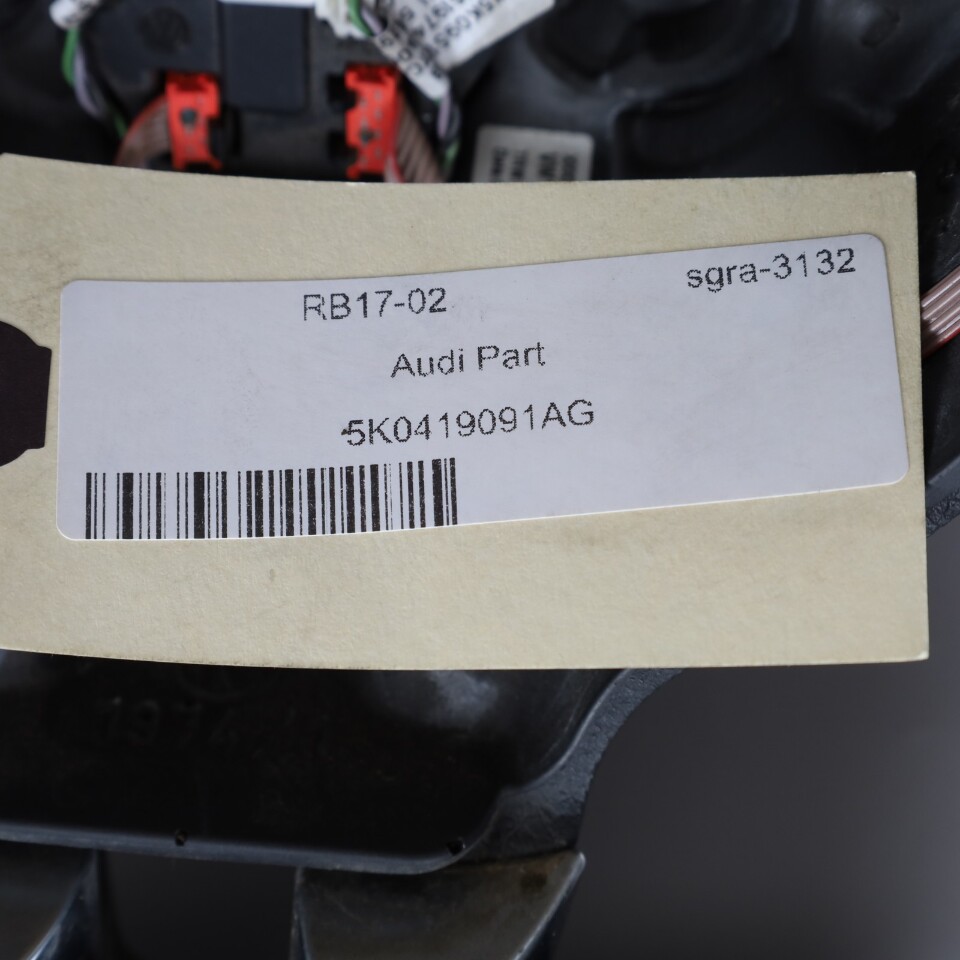 RB17-02
sgra-3132
Audi Part
5K0419091AG